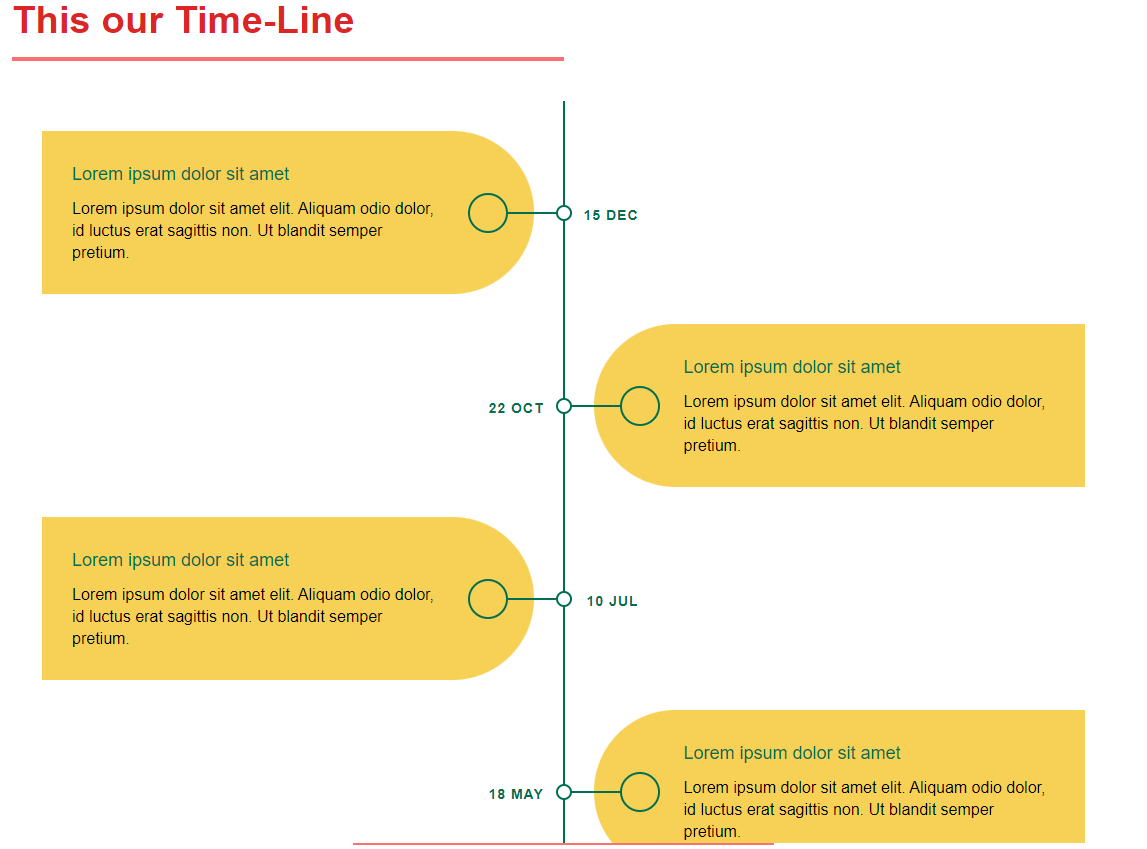 This our Time-Line
Lorem ipsum dolor sit amet
Lorem ipsum dolor sit amet elit. Aliquam odio dolor,
id luctus erat sagittis non. Ut blandit semper
pretium.
15 DEC
22 OCT
Lorem ipsum dolor sit amet
Lorem ipsum dolor sit amet elit. Aliquam odio dolor,
id luctus erat sagittis non. Ut blandit semper
pretium.
Lorem ipsum dolor sit amet
Lorem ipsum dolor sit amet elit. Aliquam odio dolor,
id luctus erat sagittis non. Ut blandit semper
pretium.
10 JUL
18 MAY
Lorem ipsum dolor sit amet
Lorem ipsum dolor sit amet elit. Aliquam odio dolor,
id luctus erat sagittis non. Ut blandit semper
pretium.